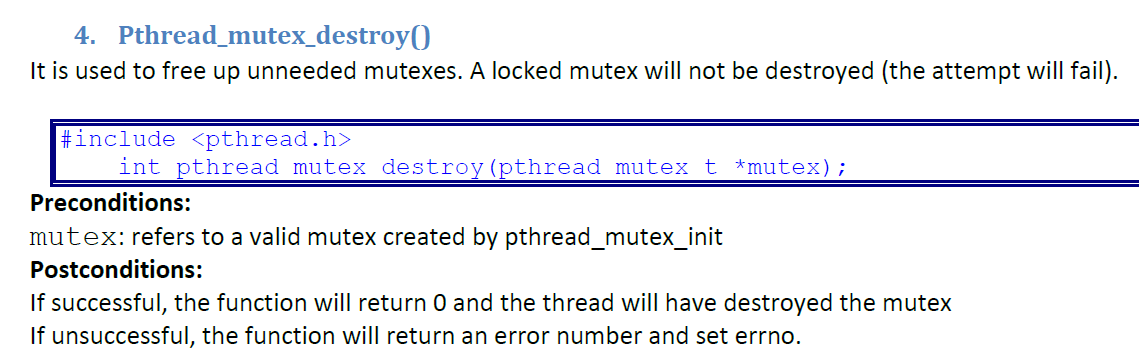 4. Pthread_mutex_destroy()
It is used to free up unneeded mutexes. A locked mutex will not be destroyed (the attempt will fail).
#include <pthread.h>
int pthread mutex destroy(pthread mutex t *mutex);
Preconditions:
mutex: refers to a valid mutex created by pthread_mutex_init
Postconditions:
If successful, the function will return 0 and the thread will have destroyed the mutex
If unsuccessful, the function will return an error number and set errno.